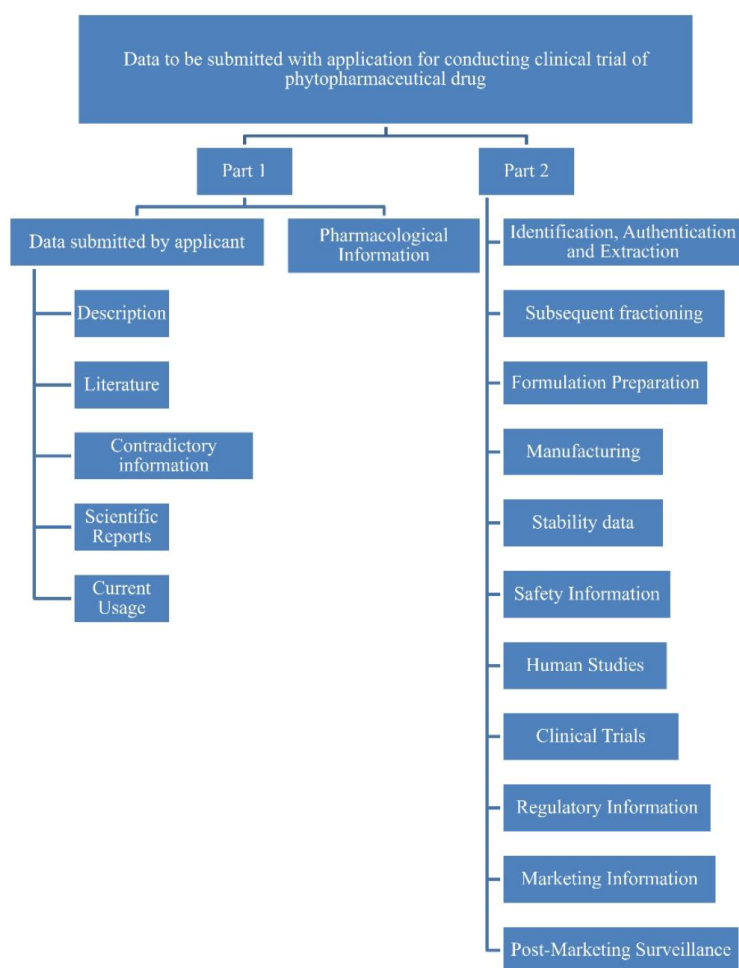 Data to be submitted with application for conducting clinical trial of
phytopharmaceutical drug
Part 1
Part 2
Data submitted by applicant
Pharmacological
Information
Description
Literature
Contradictory
information
Scientific
Reports
Current
Usage
Identification, Authentication
and Extraction
Subsequent fractioning
Formulation Preparation
Manufacturing
Stability data
Safety Information
Human Studies
Clinical Trials
Regulatory Information
Marketing Information
Post-Marketing Surveillance